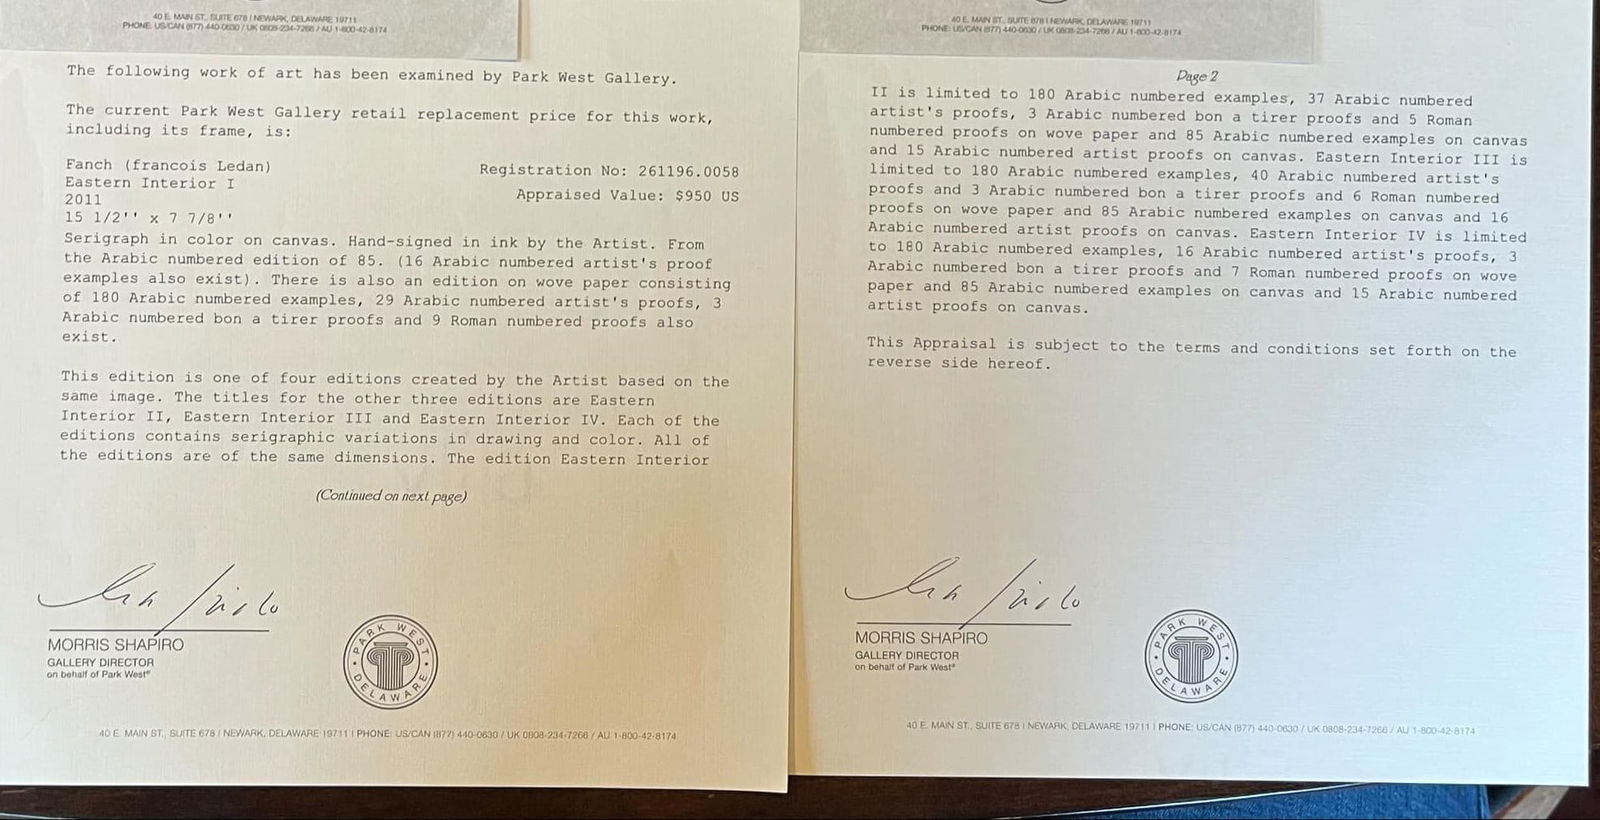 40 E. MAIN ST., SUITE 678 | NEWARK, DELAWARE 19711
PHONE: US/CAN (877) 440-0630 / UK 0808-234-7266 / AU 1-800-42-8174
The following work of art has been examined by Park West Gallery.
The current Park West Gallery retail replacement price for this work,
including its frame, is:
Fanch (francois Ledan)
Registration No: 261196.0058
Eastern Interior I
Appraised Value: $950 US
2011
15 1/2'' x 7 7/8''
Serigraph in color on canvas. Hand-signed in ink by the Artist. From
the Arabic numbered edition of 85. (16 Arabic numbered artist's proof
examples also exist). There is also an edition on wove paper consisting
of 180 Arabic numbered examples, 29 Arabic numbered artist's proofs, 3
Arabic numbered bon a tirer proofs and 9 Roman numbered proofs also
exist.
This edition is one of four editions created by the Artist based on the
same image. The titles for the other three editions are Eastern
Interior II, Eastern Interior III and Eastern Interior IV. Each of the
editions contains serigraphic variations in drawing and color. All of
the editions are of the same dimensions. The edition Eastern Interior
(Continued on next page)
MORRIS SHAPIRO
GALLERY DIRECTOR
on behalf of Park West®
PARK WEST
DELAWARE
40 E. MAIN ST., SUITE 678 | NEWARK, DELAWARE 19711 | PHONE: US/CAN (877) 440-0630 / UK 0808-234-7266 / AU 1-800-42-8174
40 E. MAIN ST., SUITE 678 | NEWARK, DELAWARE 19711
PHONE: US/CAN (877) 440-0630 / UK 0808-234-7266 / AU 1-800-42-8174
Page 2
II is limited to 180 Arabic numbered examples, 37 Arabic numbered
artist's proofs, 3 Arabic numbered bon a tirer proofs and 5 Roman
numbered proofs on wove paper and 85 Arabic numbered examples on canvas
and 15 Arabic numbered artist proofs on canvas. Eastern Interior III is
limited to 180 Arabic numbered examples, 40 Arabic numbered artist's
proofs and 3 Arabic numbered bon a tirer proofs and 6 Roman numbered
proofs on wove paper and 85 Arabic numbered examples on canvas and 16
Arabic numbered artist proofs on canvas. Eastern Interior IV is limited
to 180 Arabic numbered examples, 16 Arabic numbered artist's proofs, 3
Arabic numbered bon a tirer proofs and 7 Roman numbered proofs on wove
paper and 85 Arabic numbered examples on canvas and 15 Arabic numbered
artist proofs on canvas.
This Appraisal is subject to the terms and conditions set forth on the
reverse side hereof.
MORRIS SHAPIRO
GALLERY DIRECTOR
on behalf of Park West®
PARK WEST
DELAWARE
40 E. MAIN ST., SUITE 678 | NEWARK, DELAWARE 19711 | PHONE: US/CAN (877) 440-0630 / UK 0808-234-7266 / AU 1-800-42-8174